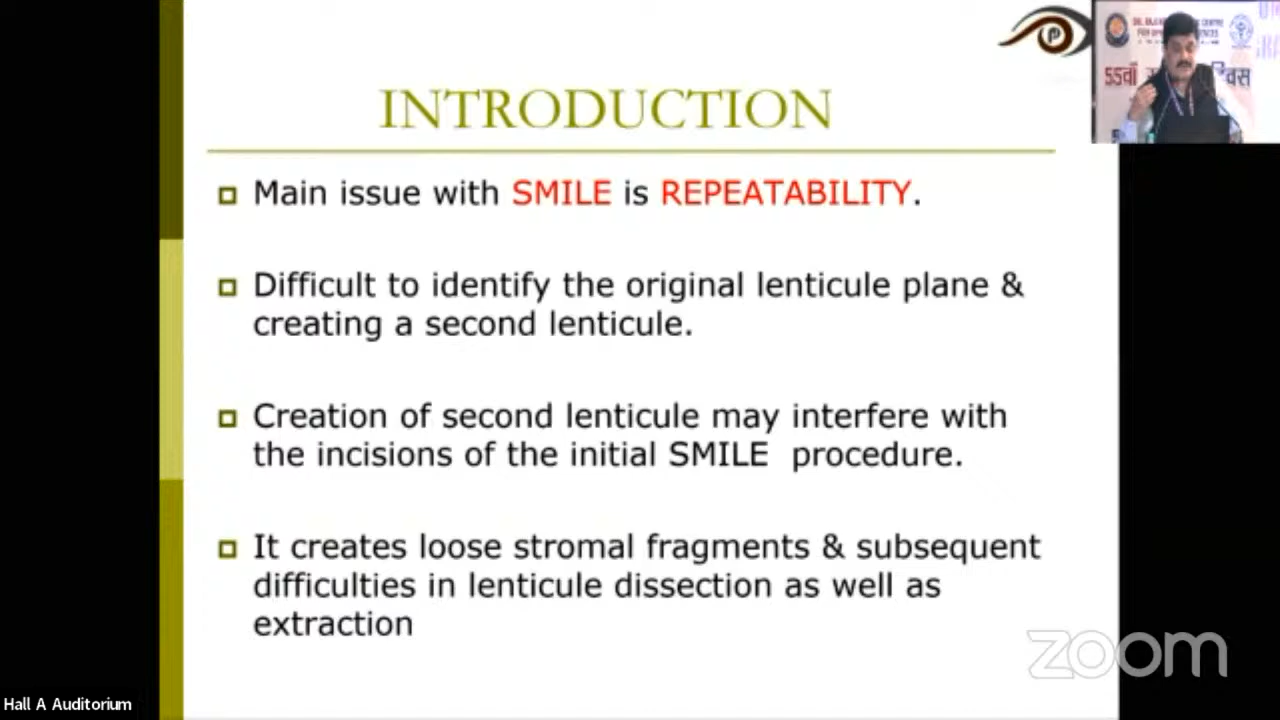 INTRODUCTION
Main issue with SMILE is REPEATABILITY.
Difficult to identify the original lenticule plane &
creating a second lenticule.
Creation of second lenticule may interfere with
the incisions of the initial SMILE procedure.
It creates loose stromal fragments & subsequent
difficulties in lenticule dissection as well as
extraction
55वां
zoom
Hall A Auditorium